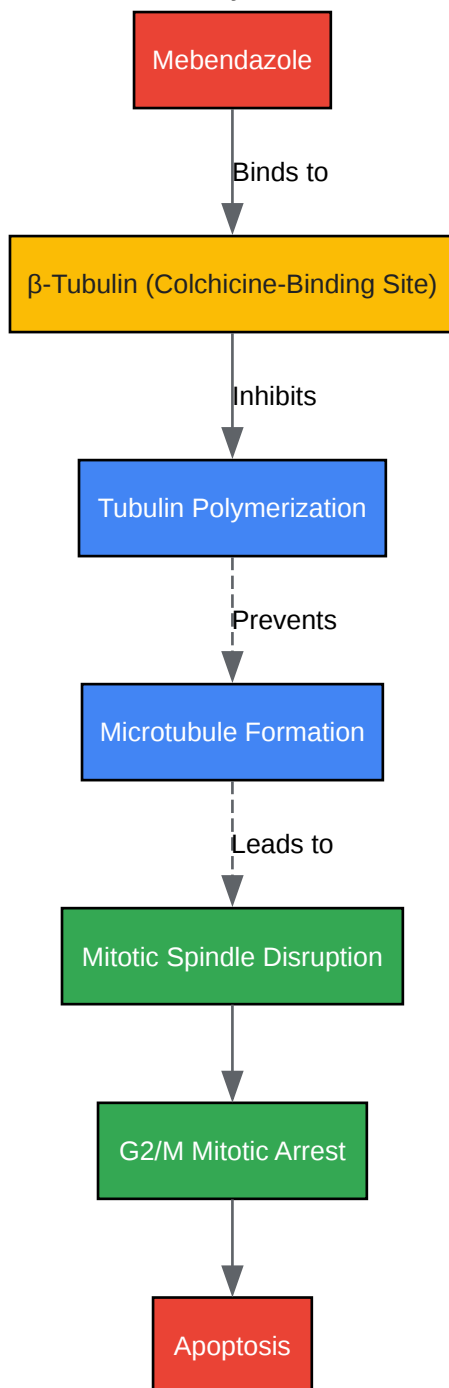 Mebendazole
Binds to
β-Tubulin (Colchicine-Binding Site)
Inhibits
Tubulin Polymerization
Prevents
Microtubule Formation
Leads to
Mitotic Spindle Disruption
G2/M Mitotic Arrest
Apoptosis